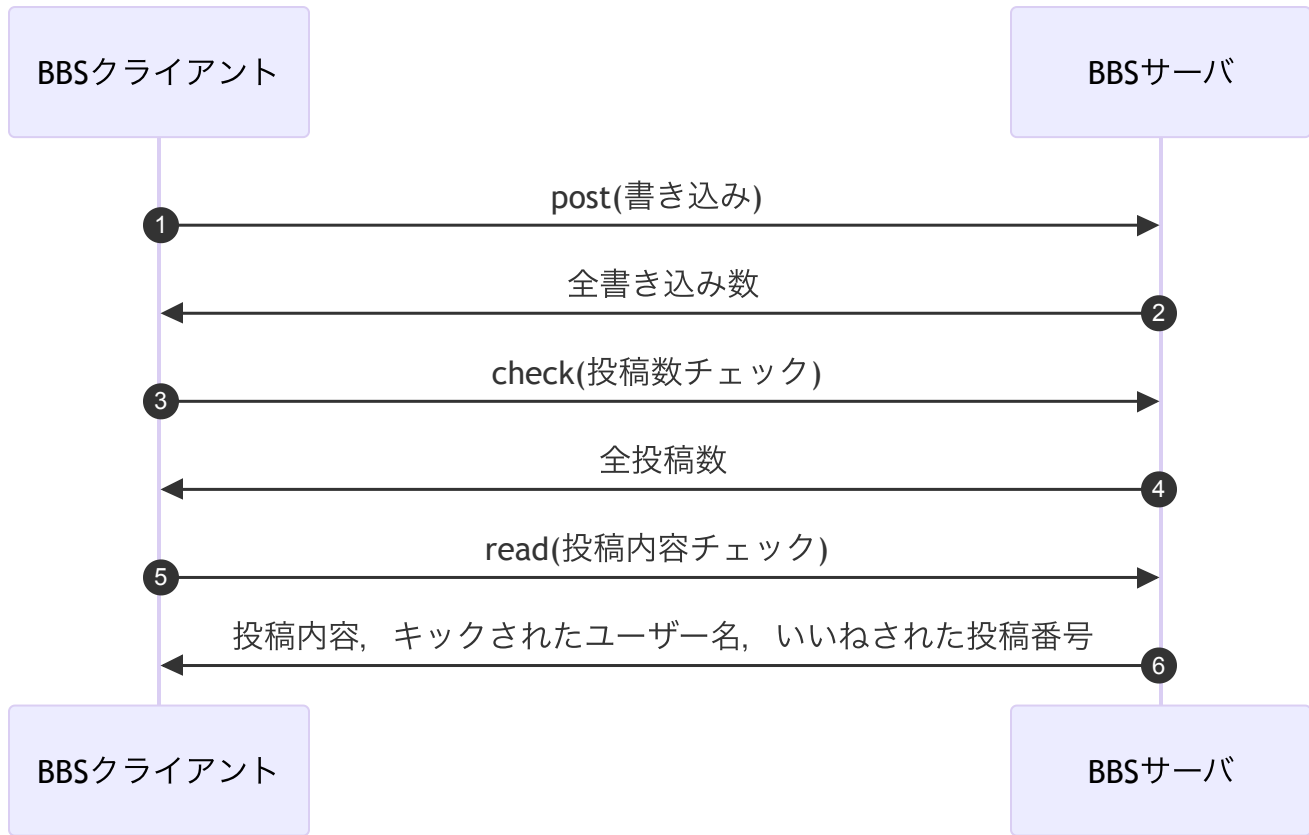 BBSクライアント
BBSサーバ
post(書き込み)
1
全書き込み数
2
check(投稿数チェック)
3
全投稿数
4
read(投稿内容チェック)
5
投稿内容，キックされたユーザー名，いいねされた投稿番号
6
BBSクライアント
BBSサーバ